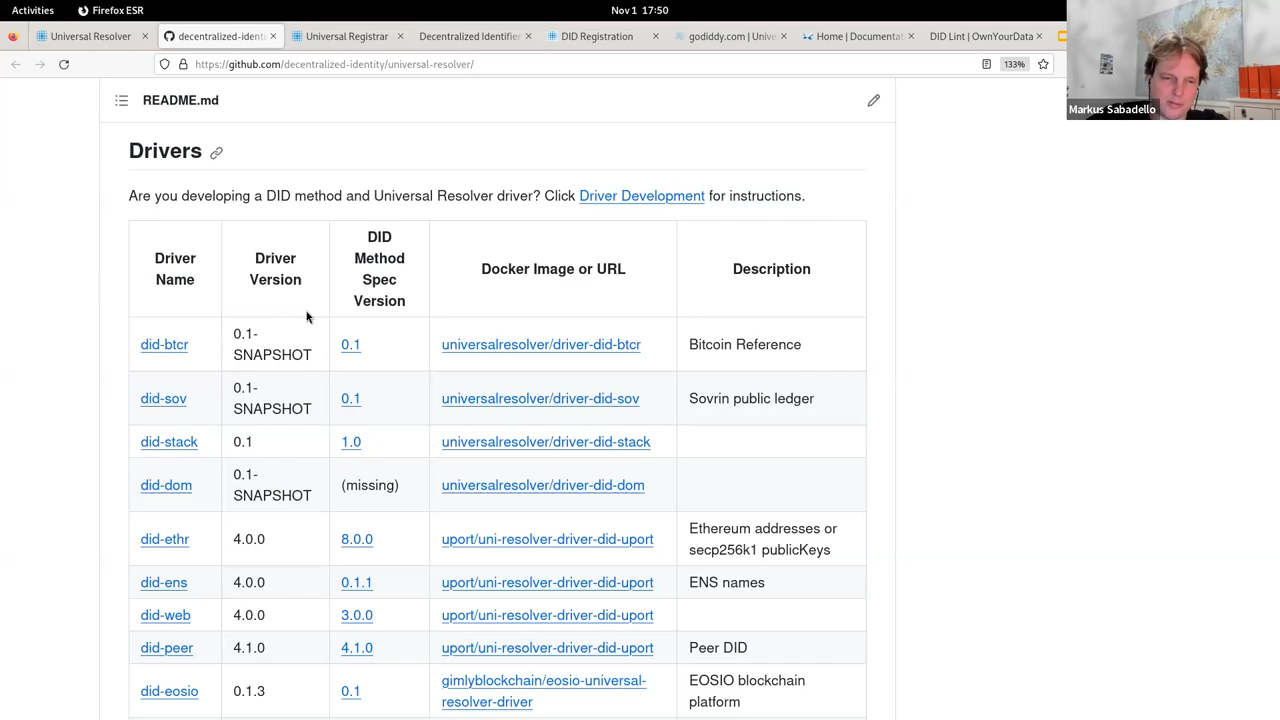 Activities
Firefox ESR
Nov 1 17:50
Universal Resolver
decentralized-identi
Universal Registrar
Decentralized Identifie
DID Registration
godiddy.com | Unive
Home | Documentat
DID Lint | OwnYourData
https://github.com/decentralized-identity/universal-resolver/
133%
Markus Sabadello
README.md
Drivers
Are you developing a DID method and Universal Resolver driver? Click Driver Development for instructions.
Driver Name
Driver Version
DID Method Spec Version
Docker Image or URL
Description
did-btcr
0.1-
SNAPSHOT
0.1
universalresolver/driver-did-btcr
Bitcoin Reference
did-sov
0.1-
SNAPSHOT
0.1
universalresolver/driver-did-sov
Sovrin public ledger
did-stack
0.1
1.0
universalresolver/driver-did-stack
did-dom
0.1-
SNAPSHOT
(missing)
universalresolver/driver-did-dom
did-ethr
4.0.0
8.0.0
uport/uni-resolver-driver-did-uport
Ethereum addresses or
secp256k1 publicKeys
did-ens
4.0.0
0.1.1
uport/uni-resolver-driver-did-uport
ENS names
did-web
4.0.0
3.0.0
uport/uni-resolver-driver-did-uport
did-peer
4.1.0
4.1.0
uport/uni-resolver-driver-did-uport
Peer DID
did-eosio
0.1.3
0.1
gimlyblockchain/eosio-universal-
resolver-driver
EOSIO blockchain
platform